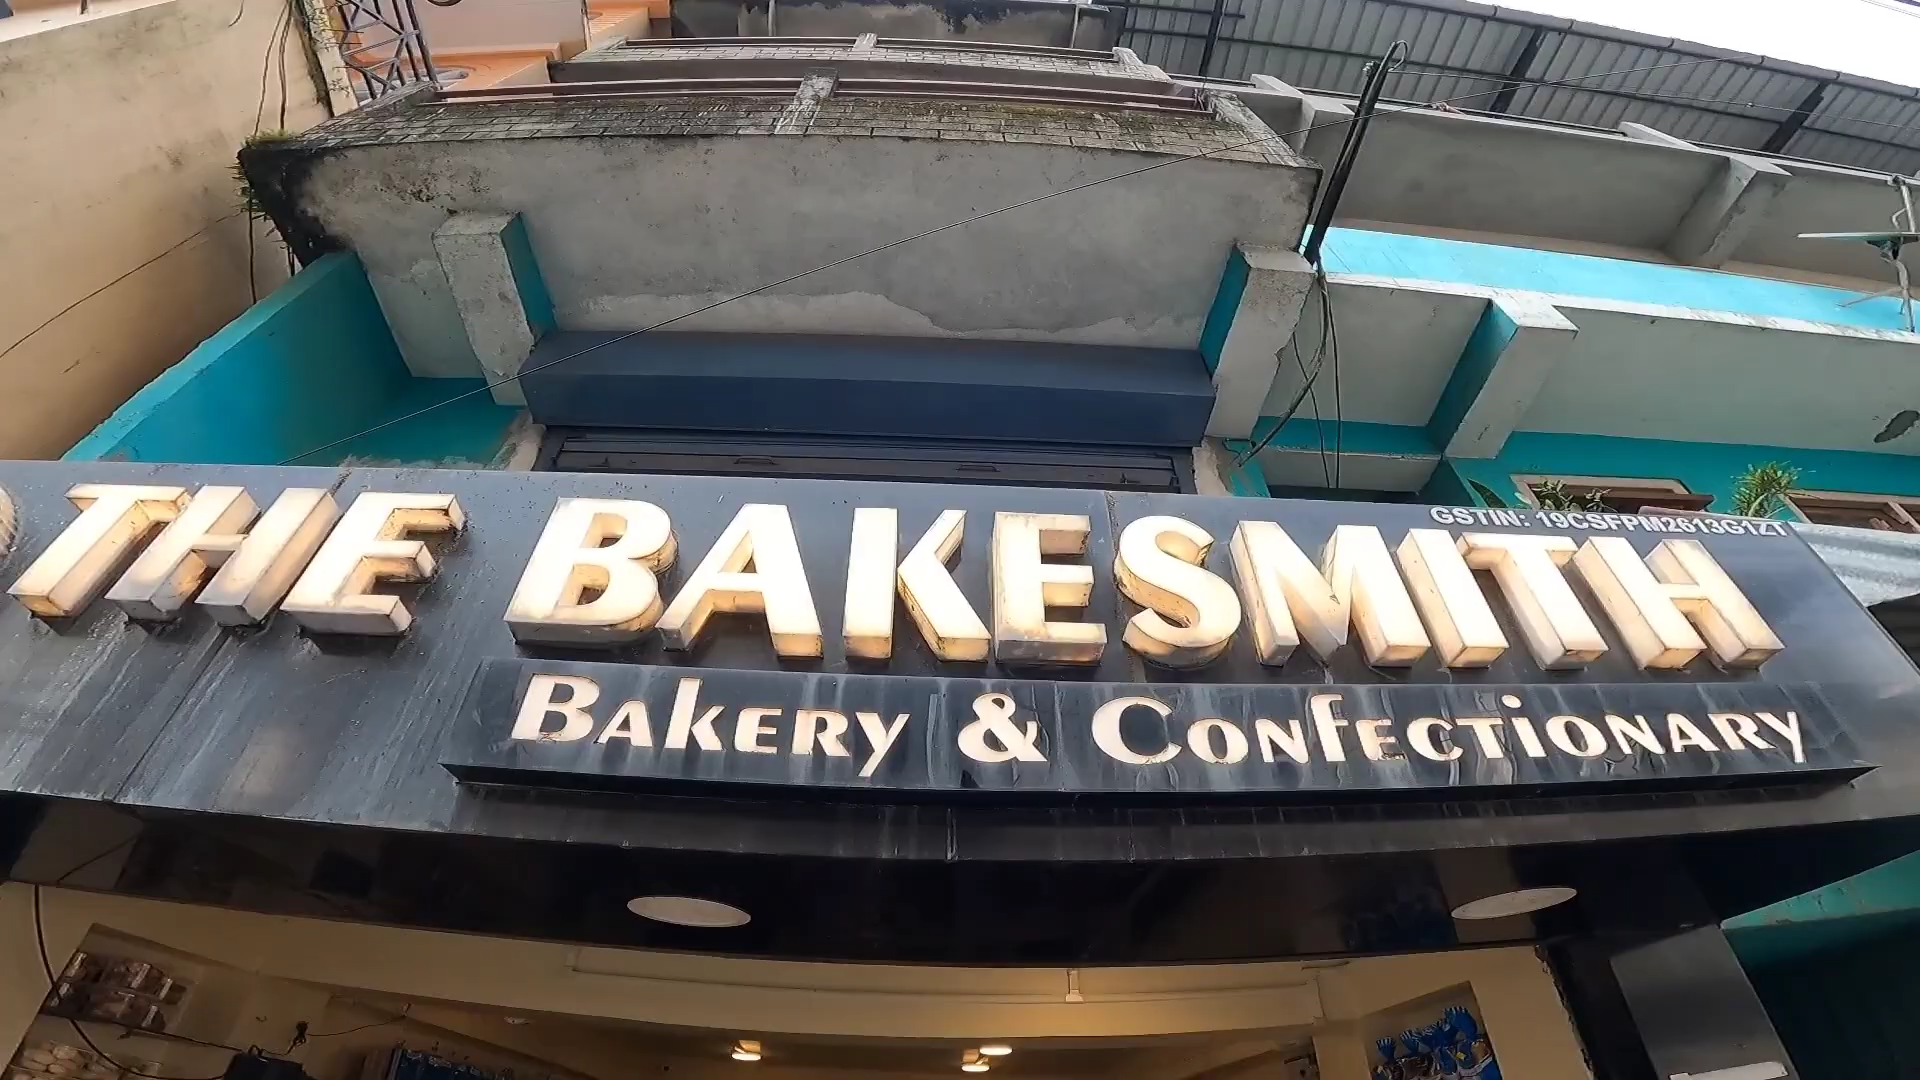 GSTIN: 19CSFPM2613G1ZT
THE BAKESMITH
BAKERY & CONFECTIONARY